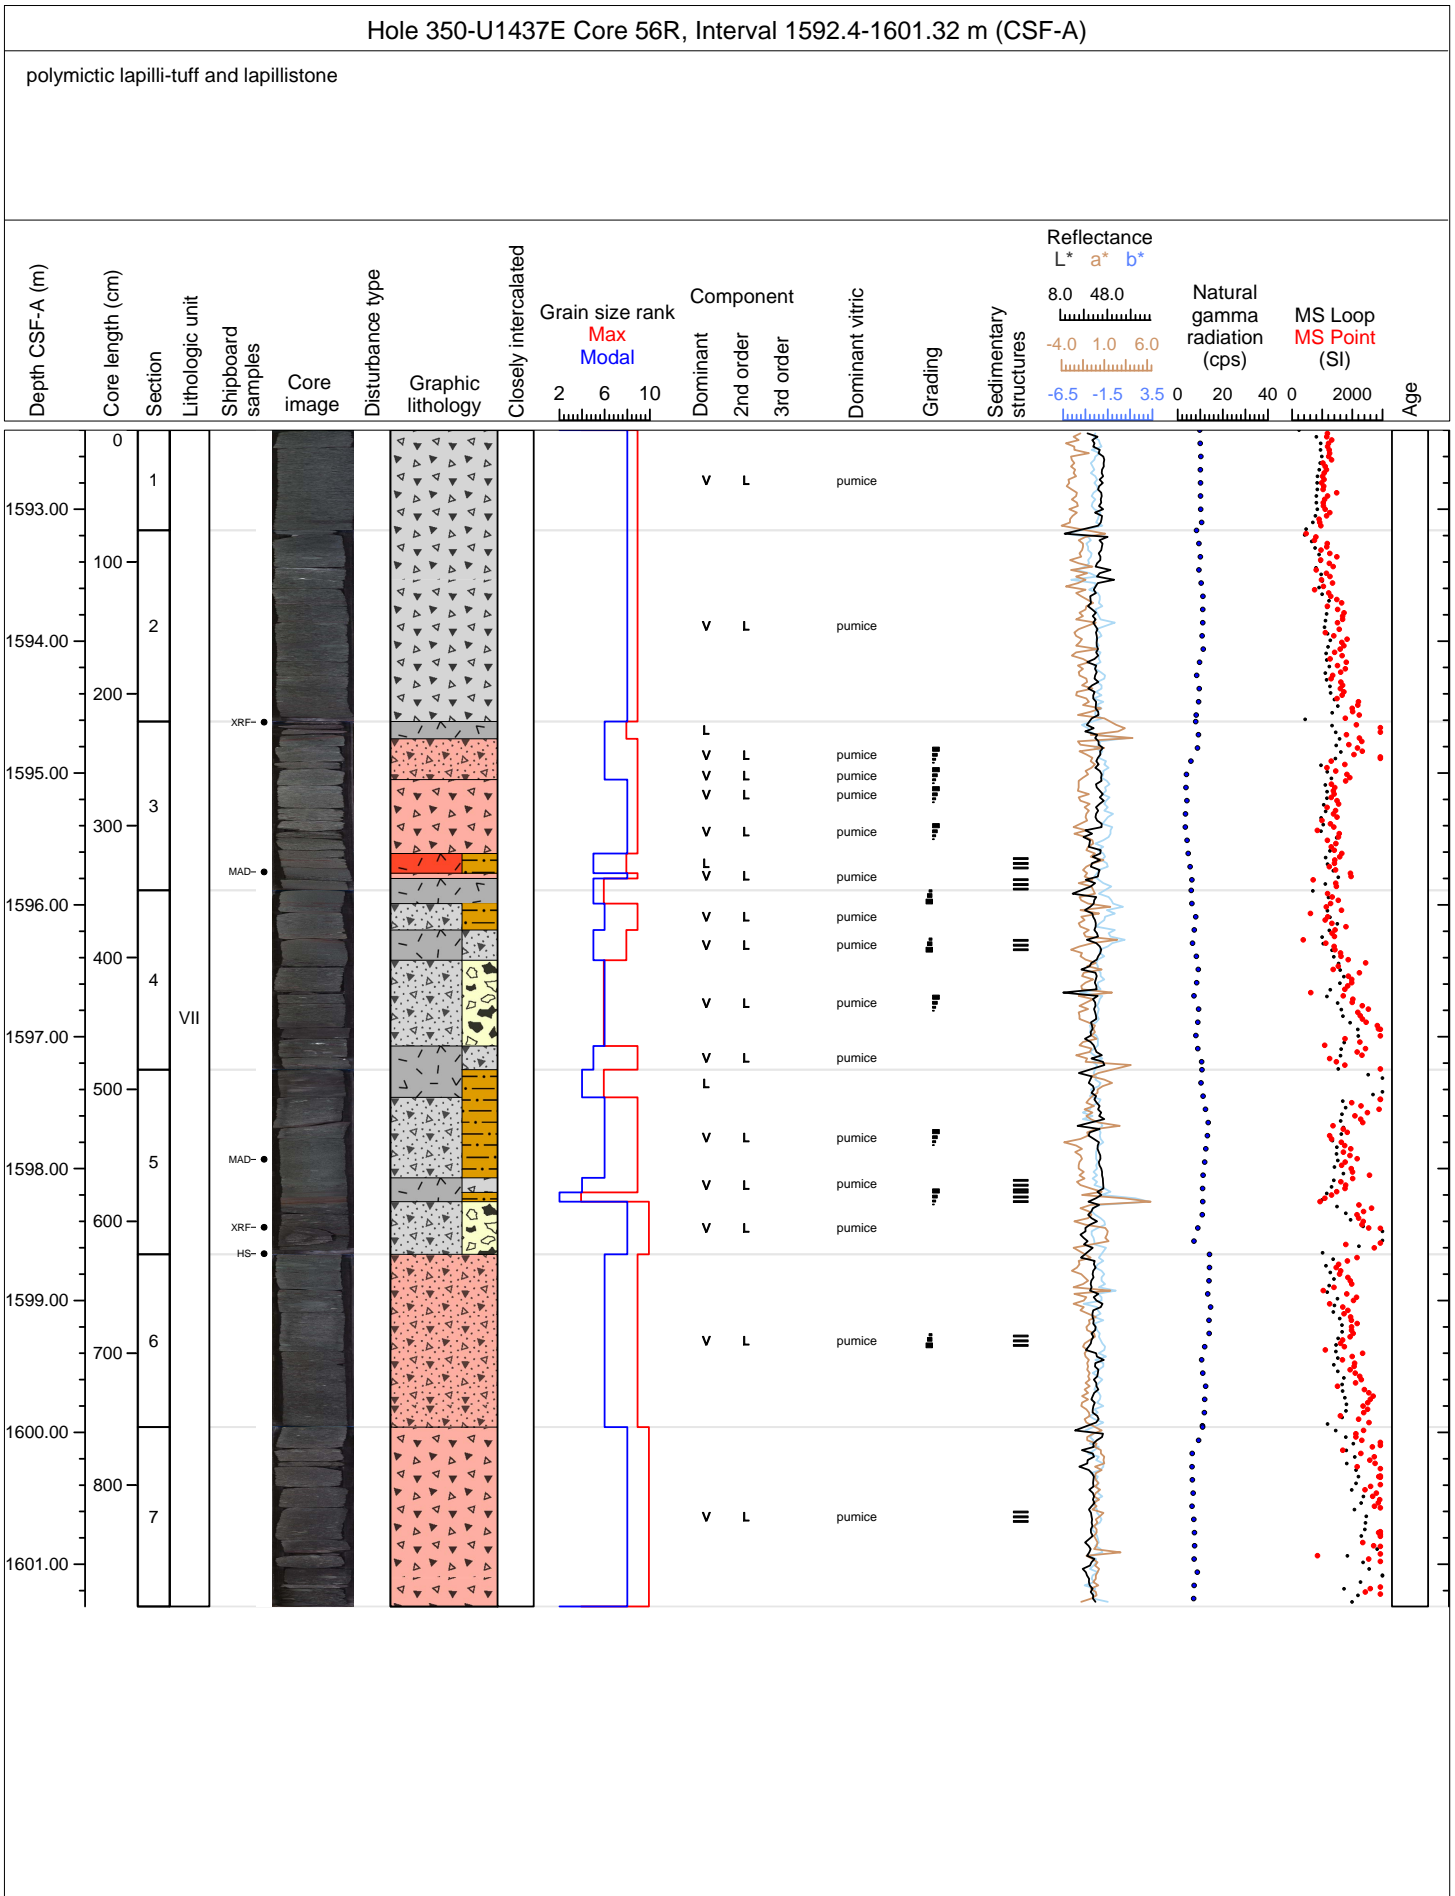 Hole 350-U1437E Core 56R, Interval 1592.4-1601.32 m (CSF-A)
polymictic lapilli-tuff and lapillistone
Depth CSF-A (m)
Core length (cm)
Section
Lithologic unit
Shipboard samples
Core image
Disturbance type
Graphic lithology
Closely intercalated
Grain size rank
Max
Modal
2 6 10
Component
Dominant
2nd order
3rd order
Dominant vitric
Grading
Sedimentary structures
Reflectance
L* a* b*
8.0 48.0
-4.0 1.0 6.0
-6.5 -1.5 3.5
Natural gamma radiation (cps)
0 20 40
MS Loop
MS Point
(SI)
0 2000
Age
0
1 V L pumice
1593.00
100
2 V L pumice
1594.00
200
XRF
L
V L pumice
1595.00 V L pumice
V L pumice
3
300 V L pumice
L
MAD V L pumice
1596.00
V L pumice
V L pumice
400
4 V L pumice
VII
1597.00
V L pumice
500 L
V L pumice
5 MAD
1598.00
V L pumice
600 XRF V L pumice
HS
1599.00
6 V L pumice
700
1600.00
800
7 V L pumice
1601.00